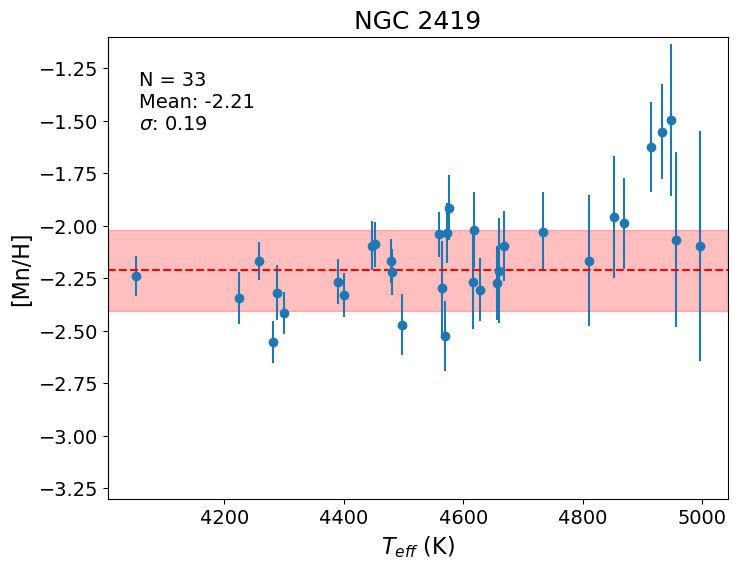 NGC 2419
N = 33
Mean: -2.21
σ: 0.19
[Mn/H]
−1.25
−1.50
−1.75
−2.00
−2.25
−2.50
−2.75
−3.00
−3.25
4200 4400 4600 4800 5000
T_eff (K)